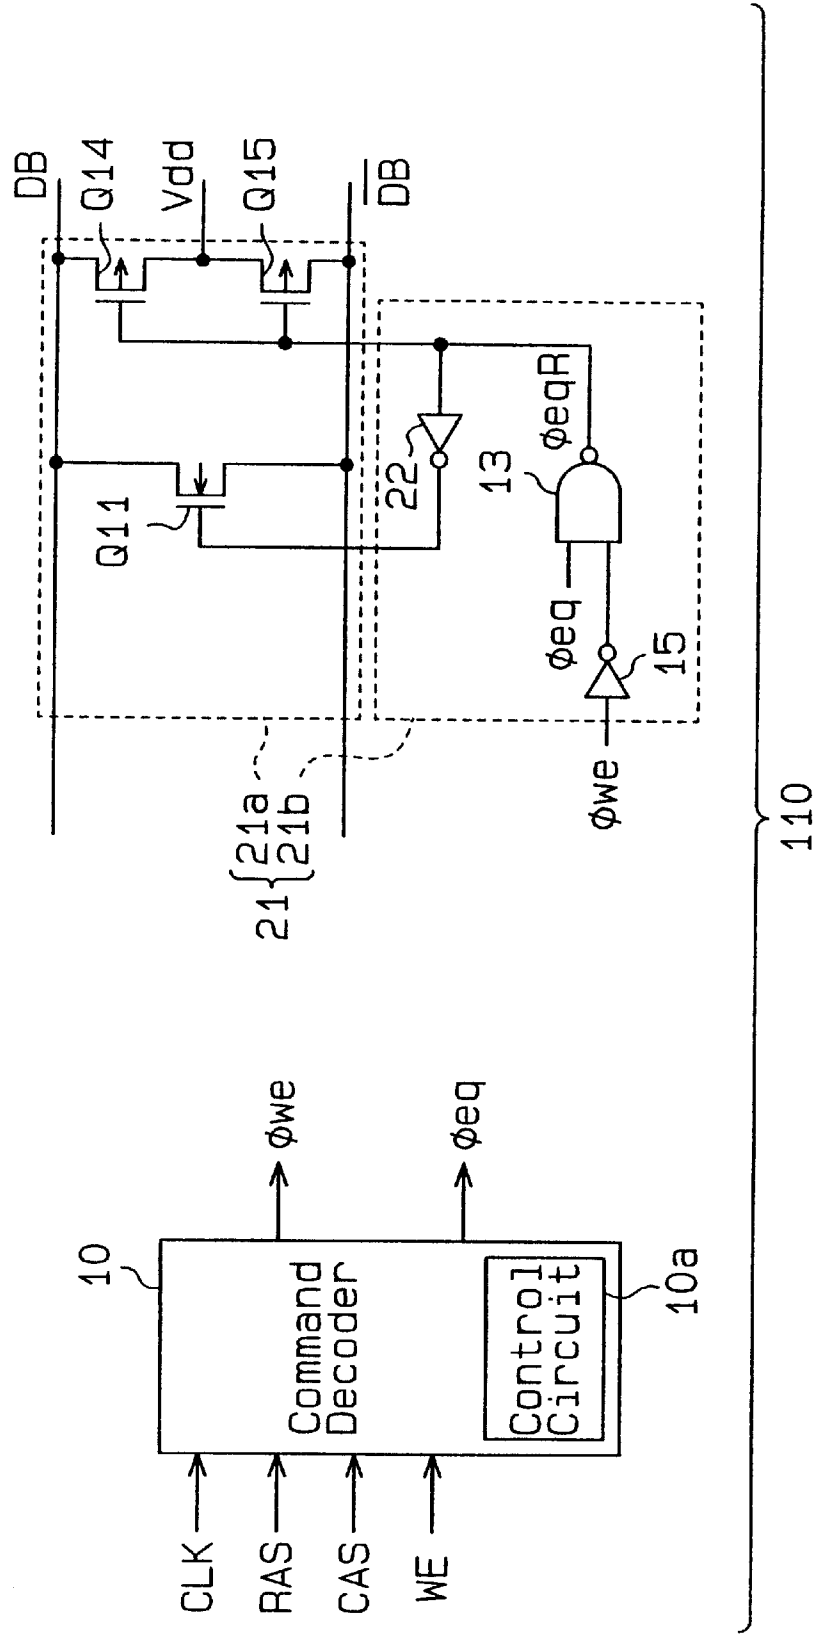 CLK
RAS
CAS
WE
10
Command
Decoder
Control
Circuit
10a
φwe
φeq
21
21a
21b
DB
Q14
Vdd
Q15
D̅B̅
Q11
22
13
φeqR
φeq
15
φwe
110